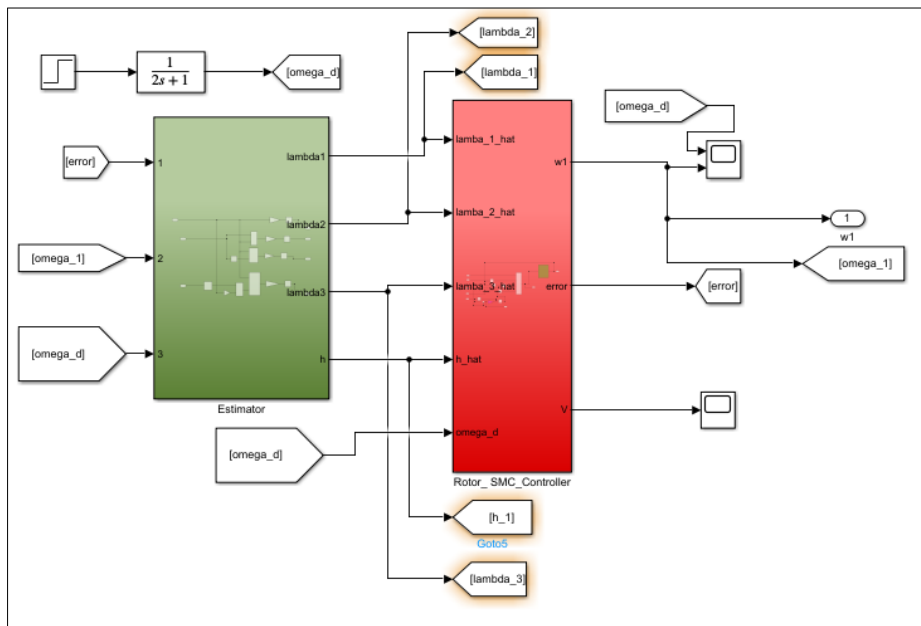 [lambda_2]
[lambda_1]
1
2s+1
[omega_d]
[omega_d]
[error]
1
lambda1
lamba_1_hat
w1
lambda2
lamba_2_hat
1
w1
[omega_1]
2
[omega_1]
lambda3
lamba_3_hat
error
[error]
[omega_d]
3
h
h_hat
V
Estimator
[omega_d]
omega_d
Rotor_ SMC_Controller
[h_1]
Goto5
[lambda_3]